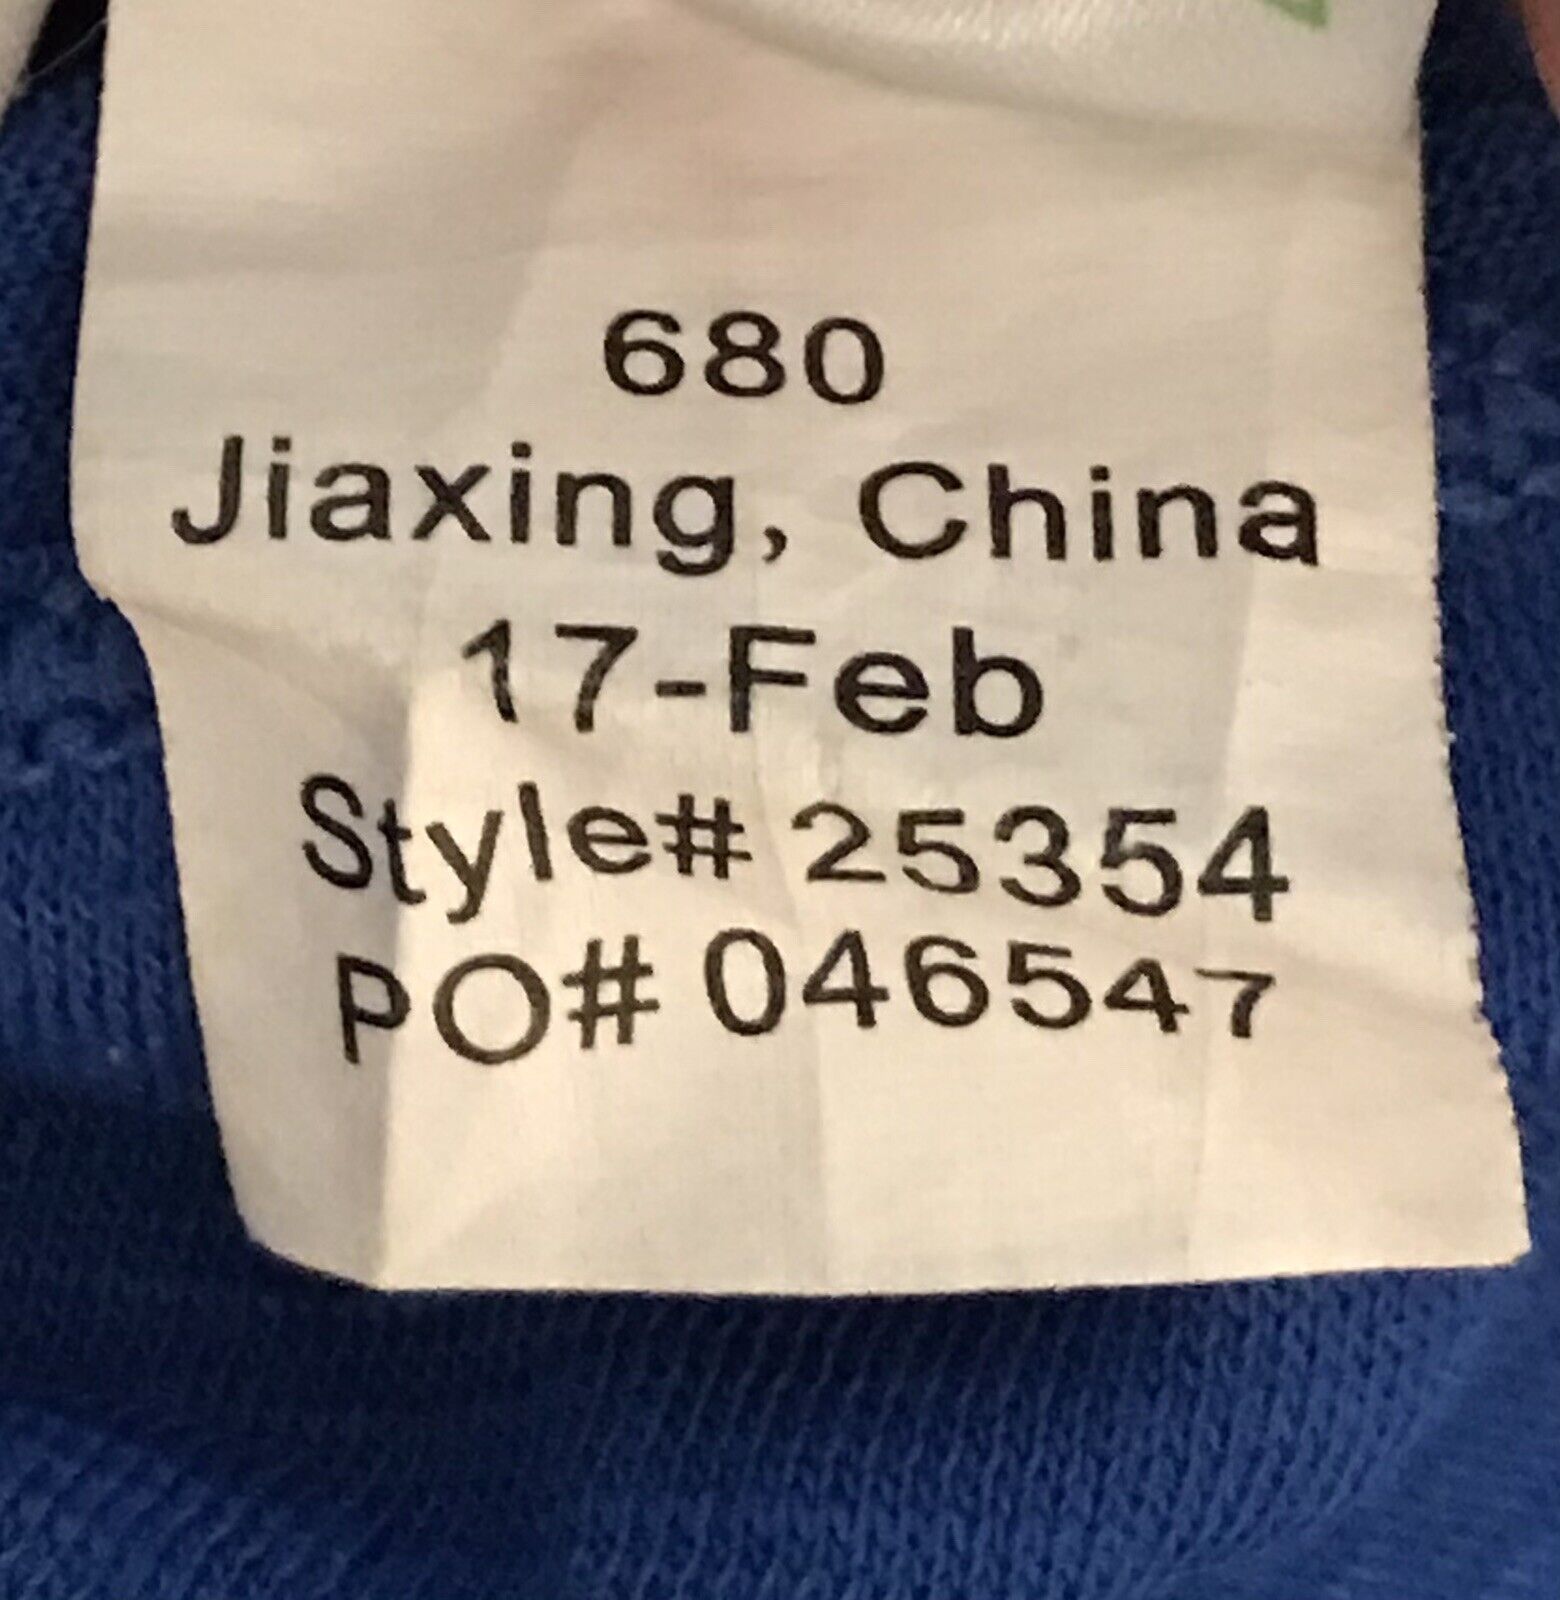 680
Jiaxing, China
17-Feb
Style# 25354
PO# 046547